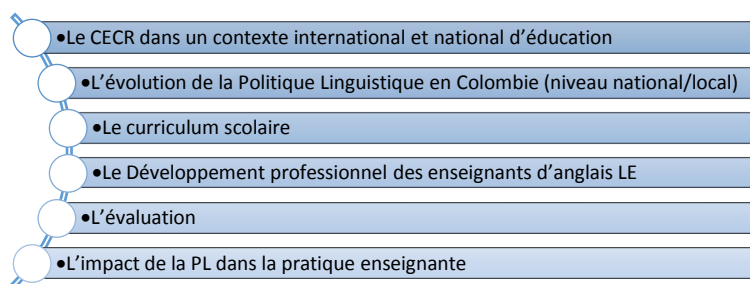 •Le CECR dans un contexte international et national d'éducation
•L'évolution de la Politique Linguistique en Colombie (niveau national/local)
•Le curriculum scolaire
•Le Développement professionnel des enseignants d'anglais LE
•L'évaluation
•L'impact de la PL dans la pratique enseignante